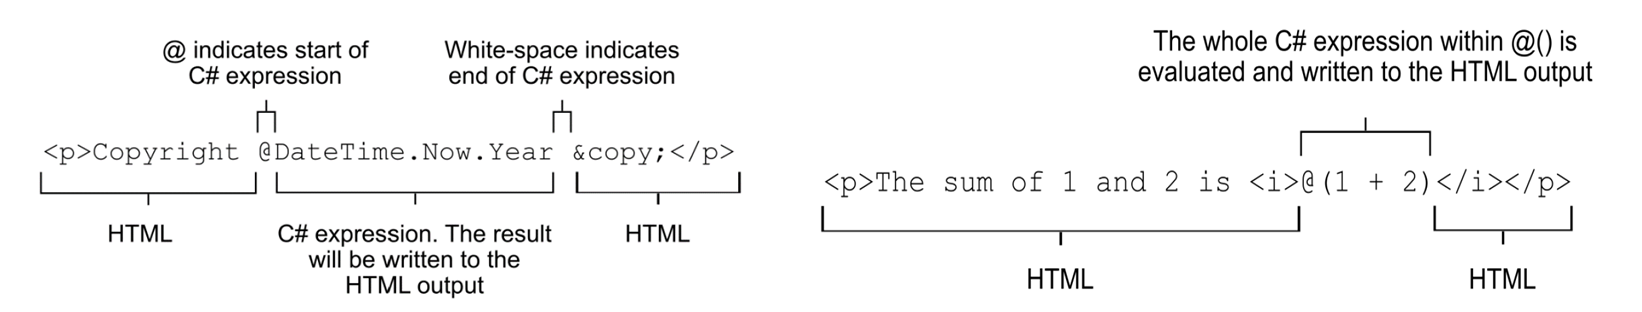 @ indicates start of
C# expression
White-space indicates
end of C# expression
<p>Copyright @DateTime.Now.Year &copy;</p>
HTML
C# expression. The result
will be written to the
HTML output
HTML
The whole C# expression within @() is
evaluated and written to the HTML output
<p>The sum of 1 and 2 is <i>@(1 + 2)</i></p>
HTML
HTML